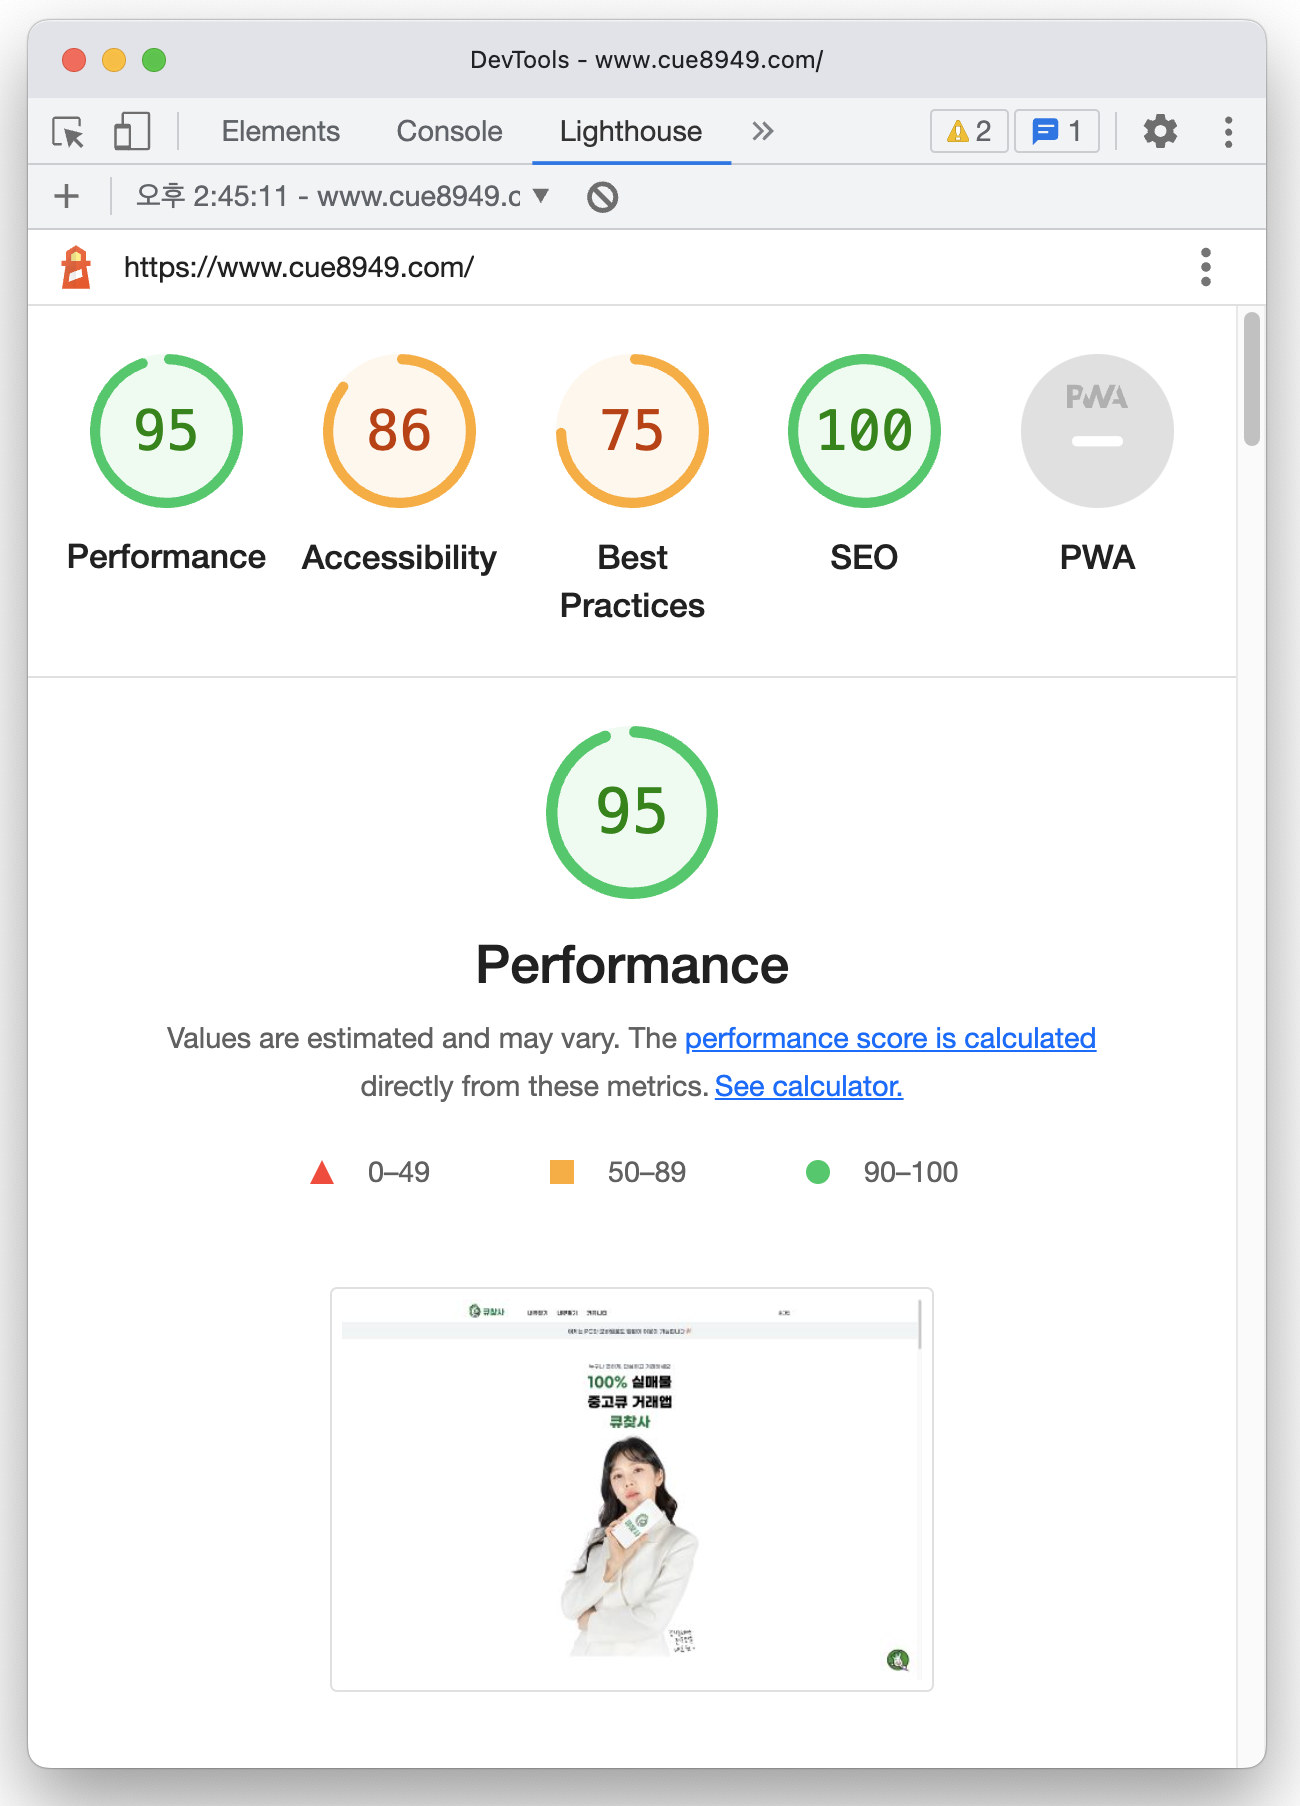 DevTools - www.cue8949.com/
Elements Console Lighthouse 2 1
오후 2:45:11 - www.cue8949.c
https://www.cue8949.com/
95 86 75 100 PWA
Performance Accessibility Best Practices SEO PWA
95
Performance
Values are estimated and may vary. The performance score is calculated
directly from these metrics. See calculator.
0–49 50–89 90–100
큐찾사
100% 실매물
중고큐 거래앱
큐찾사